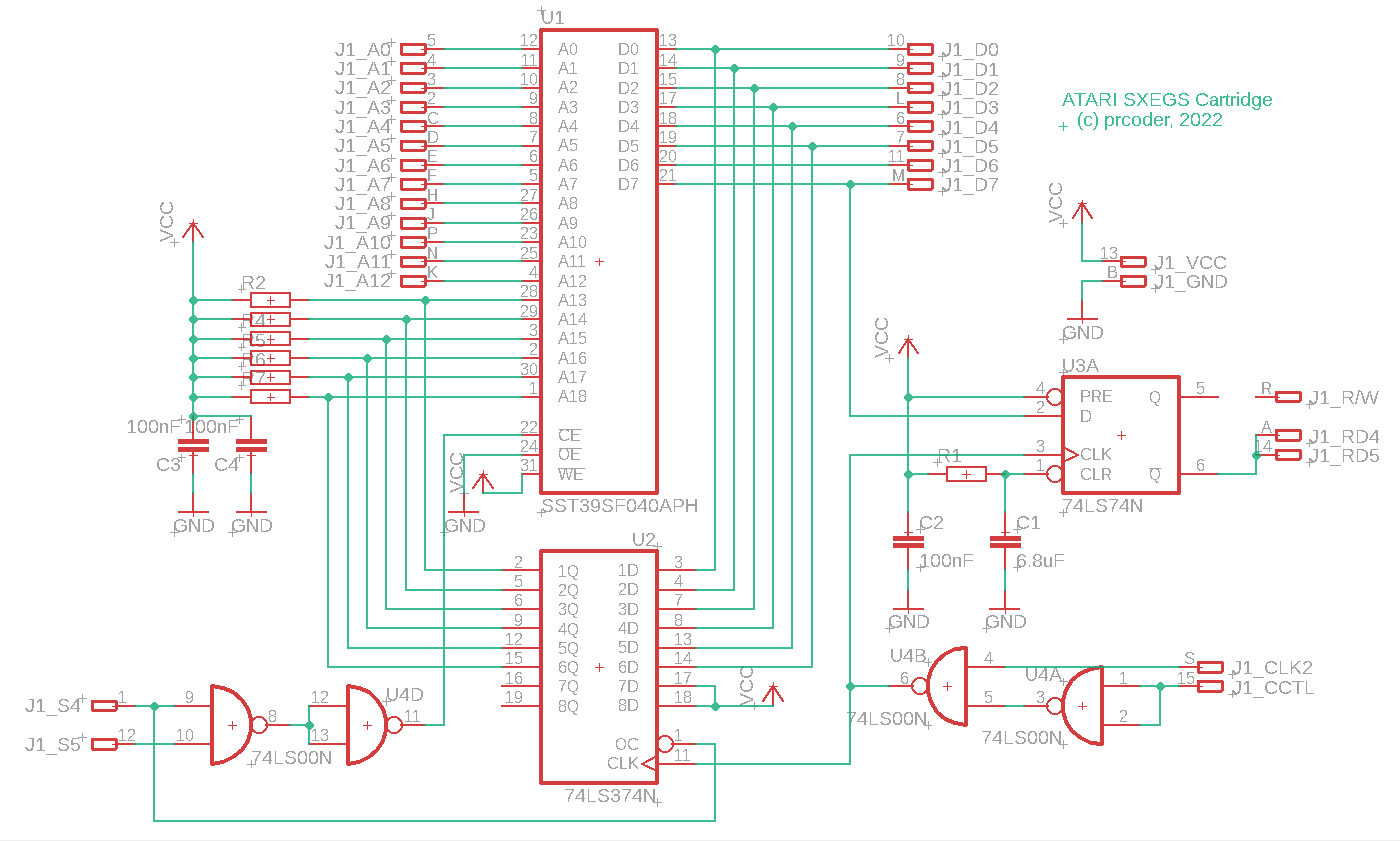 U1
J1_A0 5 12 A0 D0 13 10 J1_D0
J1_A1 4 11 A1 D1 14 9 J1_D1
J1_A2 3 10 A2 D2 15 8 J1_D2
J1_A3 2 9 A3 D3 17 L J1_D3
J1_A4 C 8 A4 D4 18 6 J1_D4
J1_A5 D 7 A5 D5 19 7 J1_D5
J1_A6 E 6 A6 D6 20 11 J1_D6
J1_A7 F 5 A7 D7 21 M J1_D7
J1_A8 H 27 A8
J1_A9 J 26 A9
J1_A10 P 23 A10
J1_A11 N 25 A11
J1_A12 K 4 A12
28 A13
29 A14
3 A15
2 A16
30 A17
1 A18
22 CE
24 OE
31 WE
SST39SF040APH
ATARI SXEGS Cartridge
(c) prcoder, 2022
VCC
R2
R4
R5
R6
R7
100nF 100nF
C3 C4
GND GND
VCC
GND
VCC
13 J1_VCC
B J1_GND
GND
VCC
U3A
4 PRE Q 5
2 D
3 CLK
1 CLR Q 6
74LS74N
R J1_R/W
A J1_RD4
14 J1_RD5
R1
C2 C1
100nF 6.8uF
GND GND
U2
2 1Q 1D 3
5 2Q 2D 4
6 3Q 3D 7
9 4Q 4D 8
12 5Q 5D 13
15 6Q 6D 14
16 7Q 7D 17
19 8Q 8D 18
OC 1
CLK 11
74LS374N
VCC
J1_S4 1 9
J1_S5 12 10
8
74LS00N
12
13
U4D
11
U4B
6 4
5
74LS00N
U4A
3 1
2
74LS00N
S J1_CLK2
15 J1_CCTL